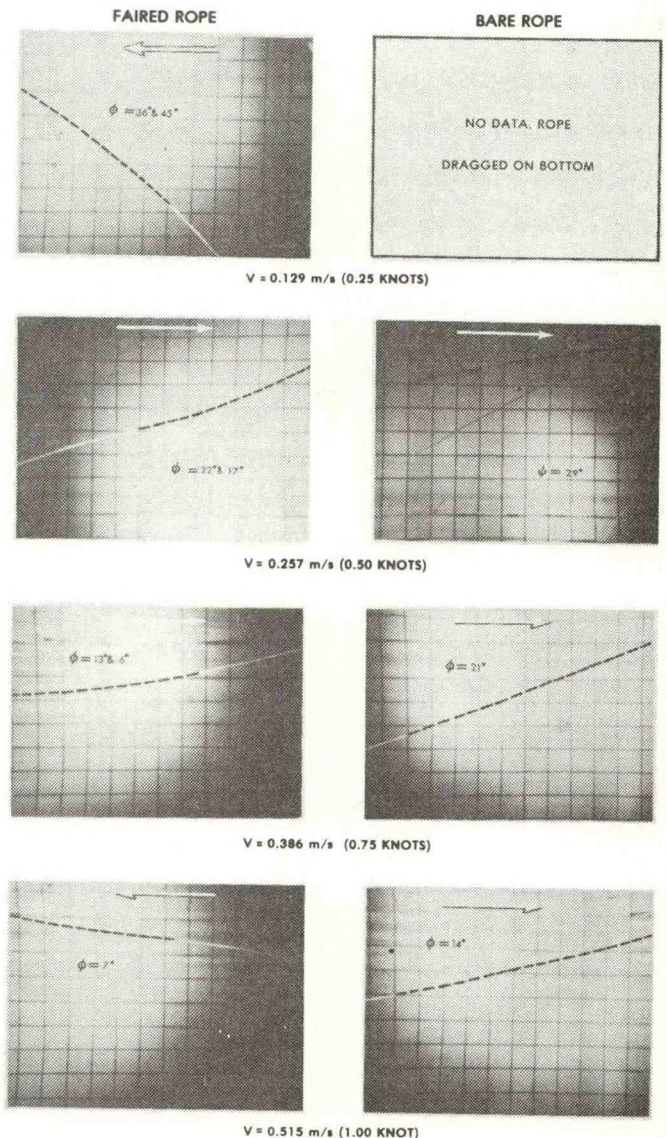 FAIRED ROPE
BARE ROPE
ϕ = 36° & 45°
NO DATA, ROPE
DRAGGED ON BOTTOM
V = 0.129 m/s (0.25 KNOTS)
ϕ = 22° & 12°
ϕ = 29°
V = 0.257 m/s (0.50 KNOTS)
ϕ = 13° & 6°
ϕ = 21°
V = 0.386 m/s (0.75 KNOTS)
ϕ = 7°
ϕ = 14°
V = 0.515 m/s (1.00 KNOT)